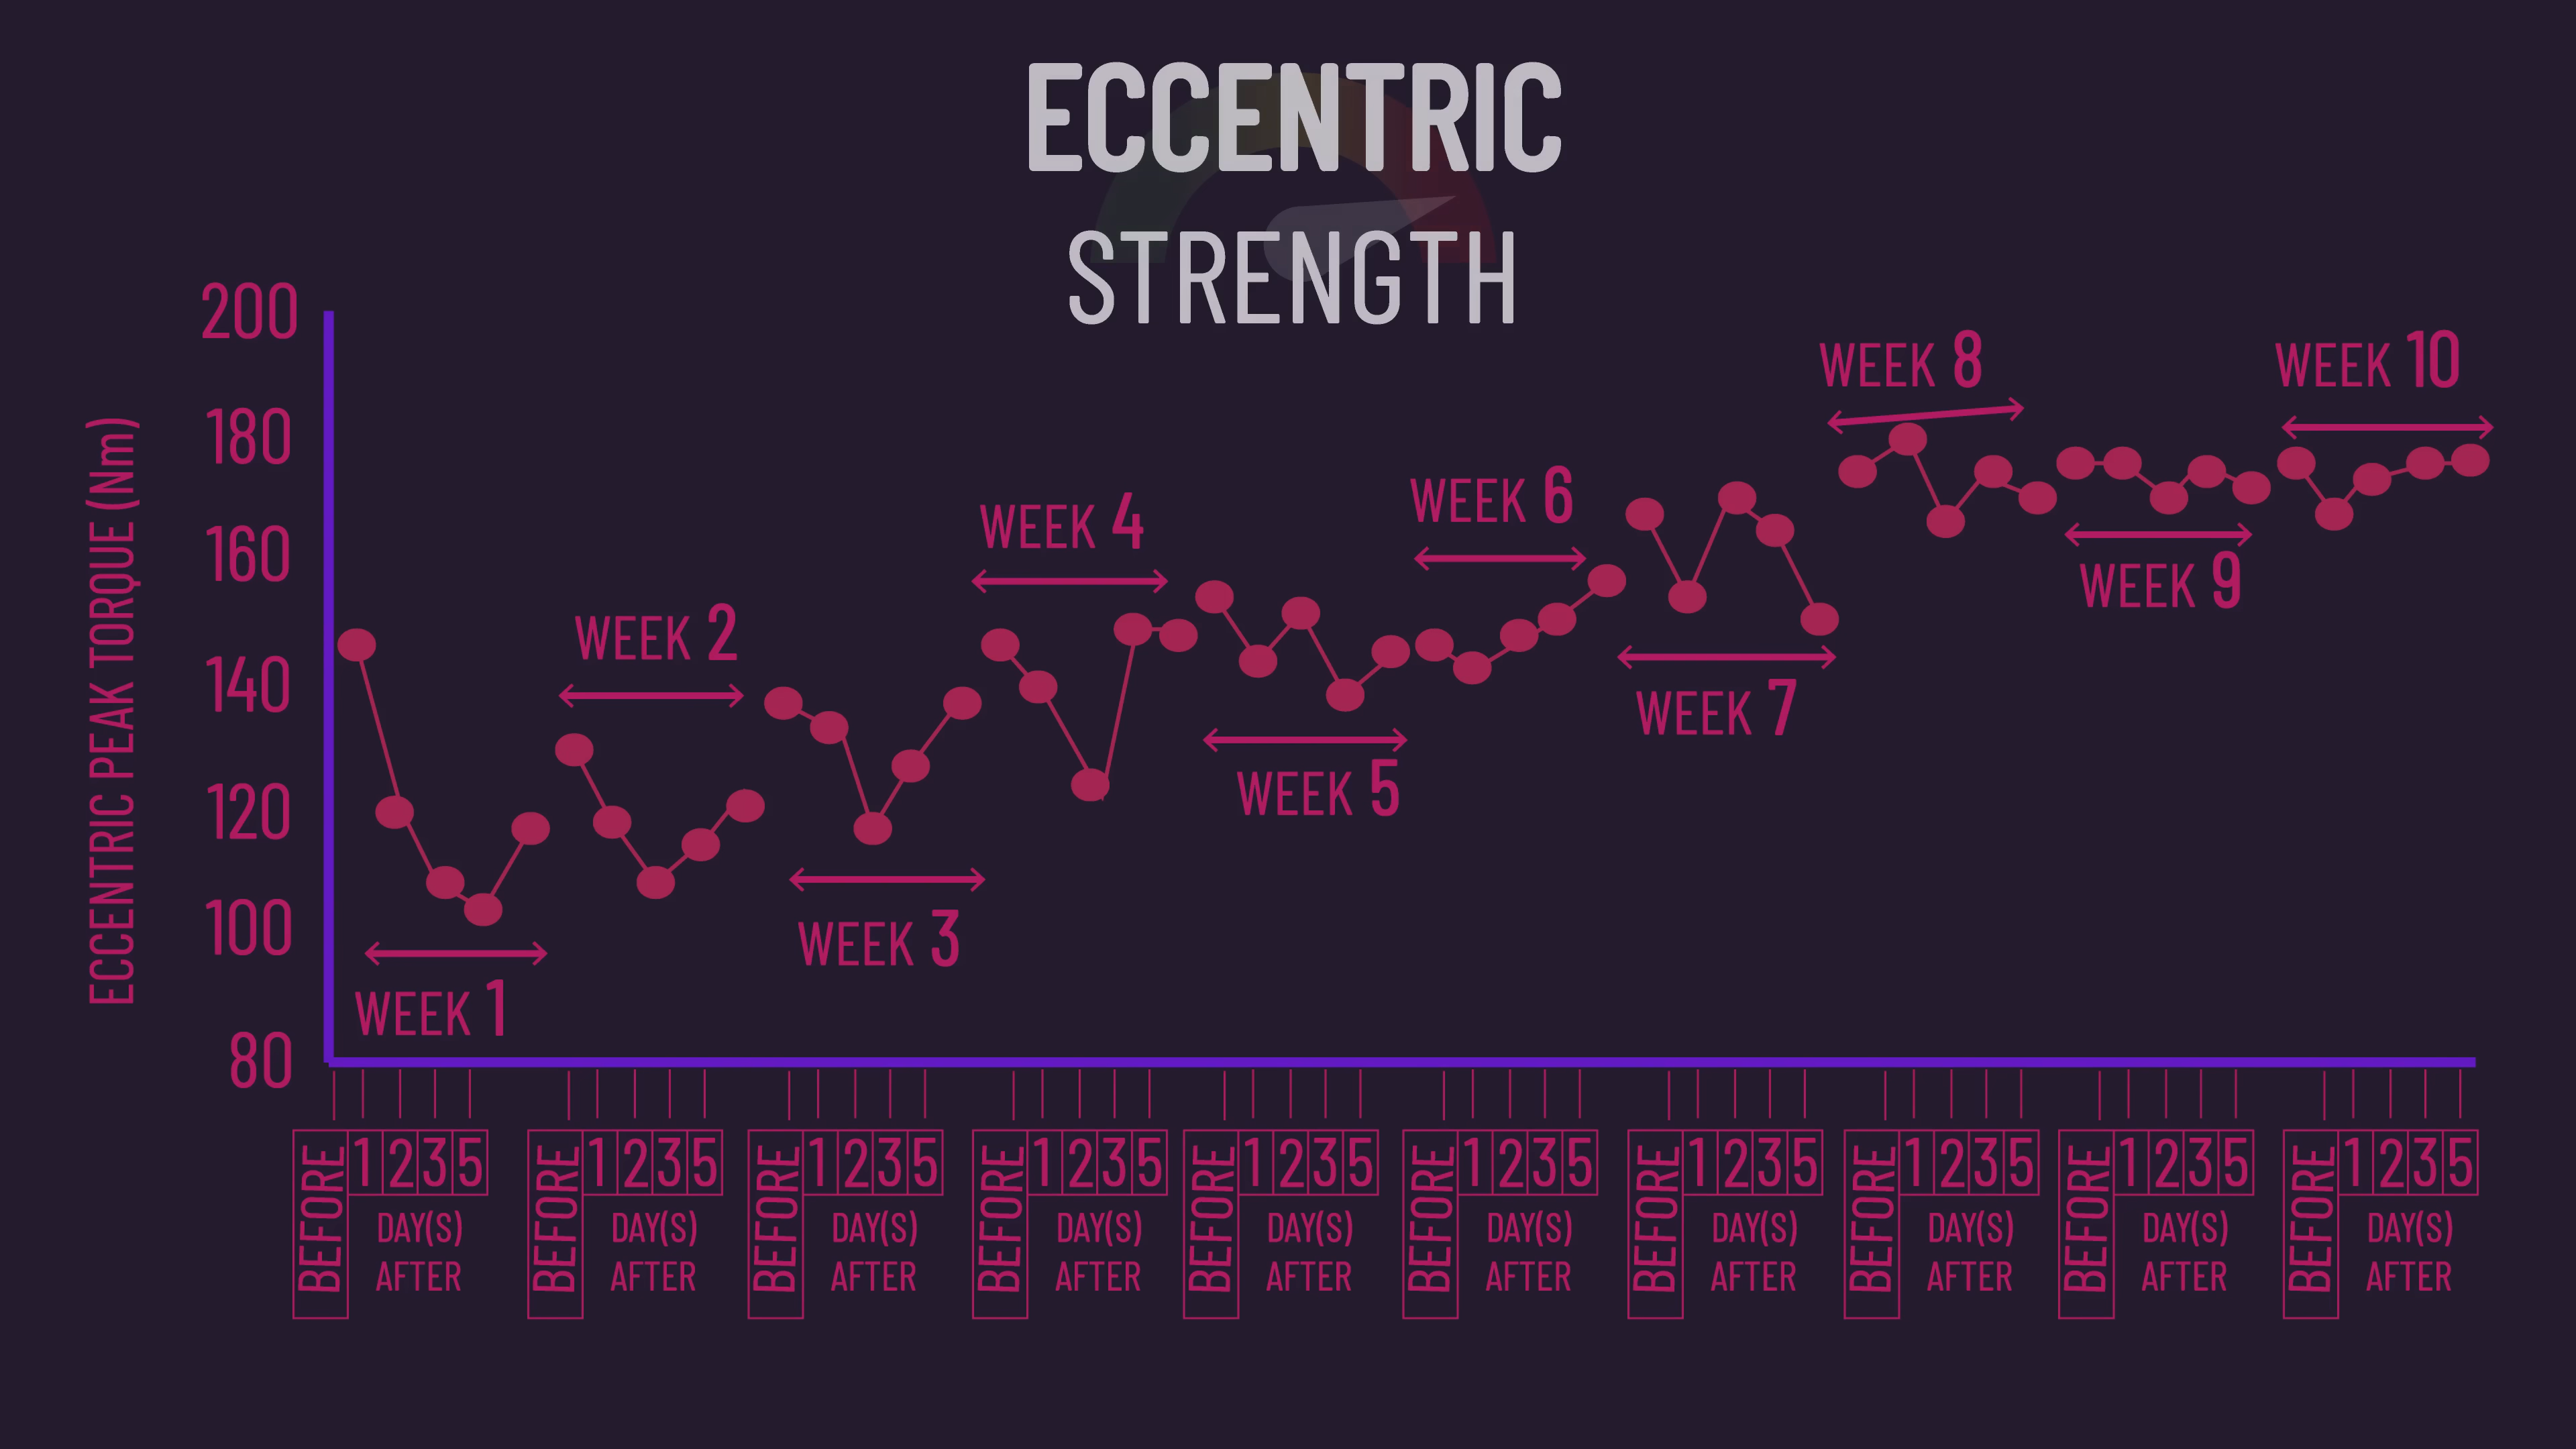 ECCENTRIC
STRENGTH
ECCENTRIC PEAK TORQUE (Nm)
200
180
160
140
120
100
80
WEEK 1
WEEK 2
WEEK 3
WEEK 4
WEEK 5
WEEK 6
WEEK 7
WEEK 8
WEEK 9
WEEK 10
BEFORE 1 2 3 5
DAY(S)
AFTER
BEFORE 1 2 3 5
DAY(S)
AFTER
BEFORE 1 2 3 5
DAY(S)
AFTER
BEFORE 1 2 3 5
DAY(S)
AFTER
BEFORE 1 2 3 5
DAY(S)
AFTER
BEFORE 1 2 3 5
DAY(S)
AFTER
BEFORE 1 2 3 5
DAY(S)
AFTER
BEFORE 1 2 3 5
DAY(S)
AFTER
BEFORE 1 2 3 5
DAY(S)
AFTER
BEFORE 1 2 3 5
DAY(S)
AFTER